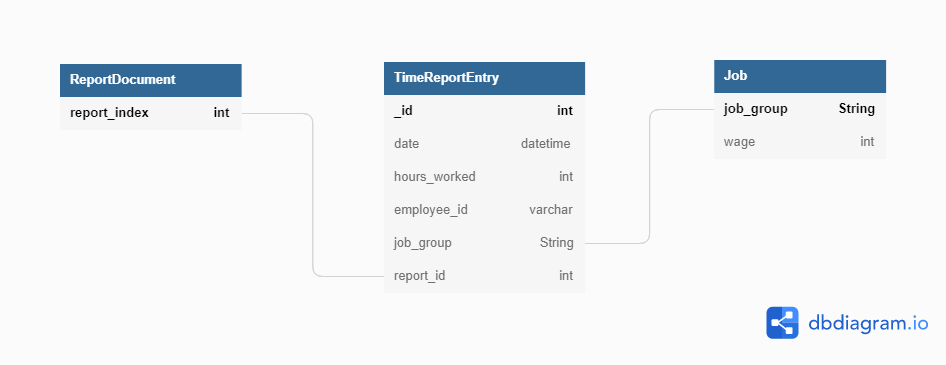 ReportDocument
report_index int
TimeReportEntry
_id int
date datetime
hours_worked int
employee_id varchar
job_group String
report_id int
Job
job_group String
wage int
dbdiagram.io